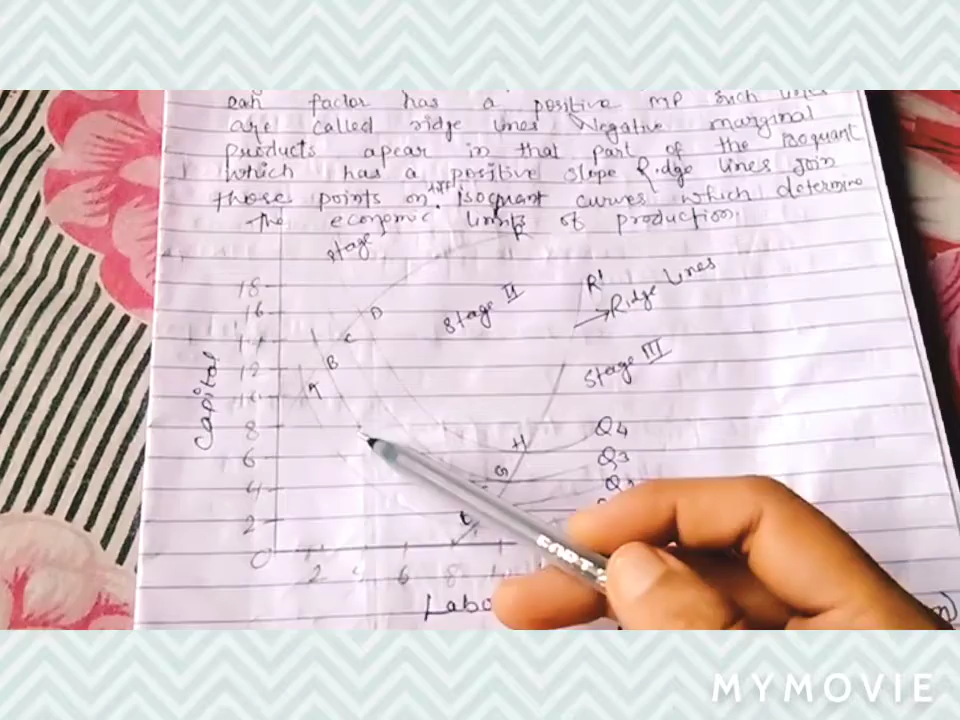 each factor has a positive MP such lines
are called ridge lines Negative marginal
products apear in that part of the isoquant
which has a positive slope Ridge lines join
those points on isoquant curves which determine
the economic limits of production.
stage
R
18
R'
Ridge Lines
16
D
Stage II
14
C
Capital
12
B
Stage III
10
A
8
Q4
H
6
Q3
G
4
2
0
2 4 6 8
Labo
MYMOVIE